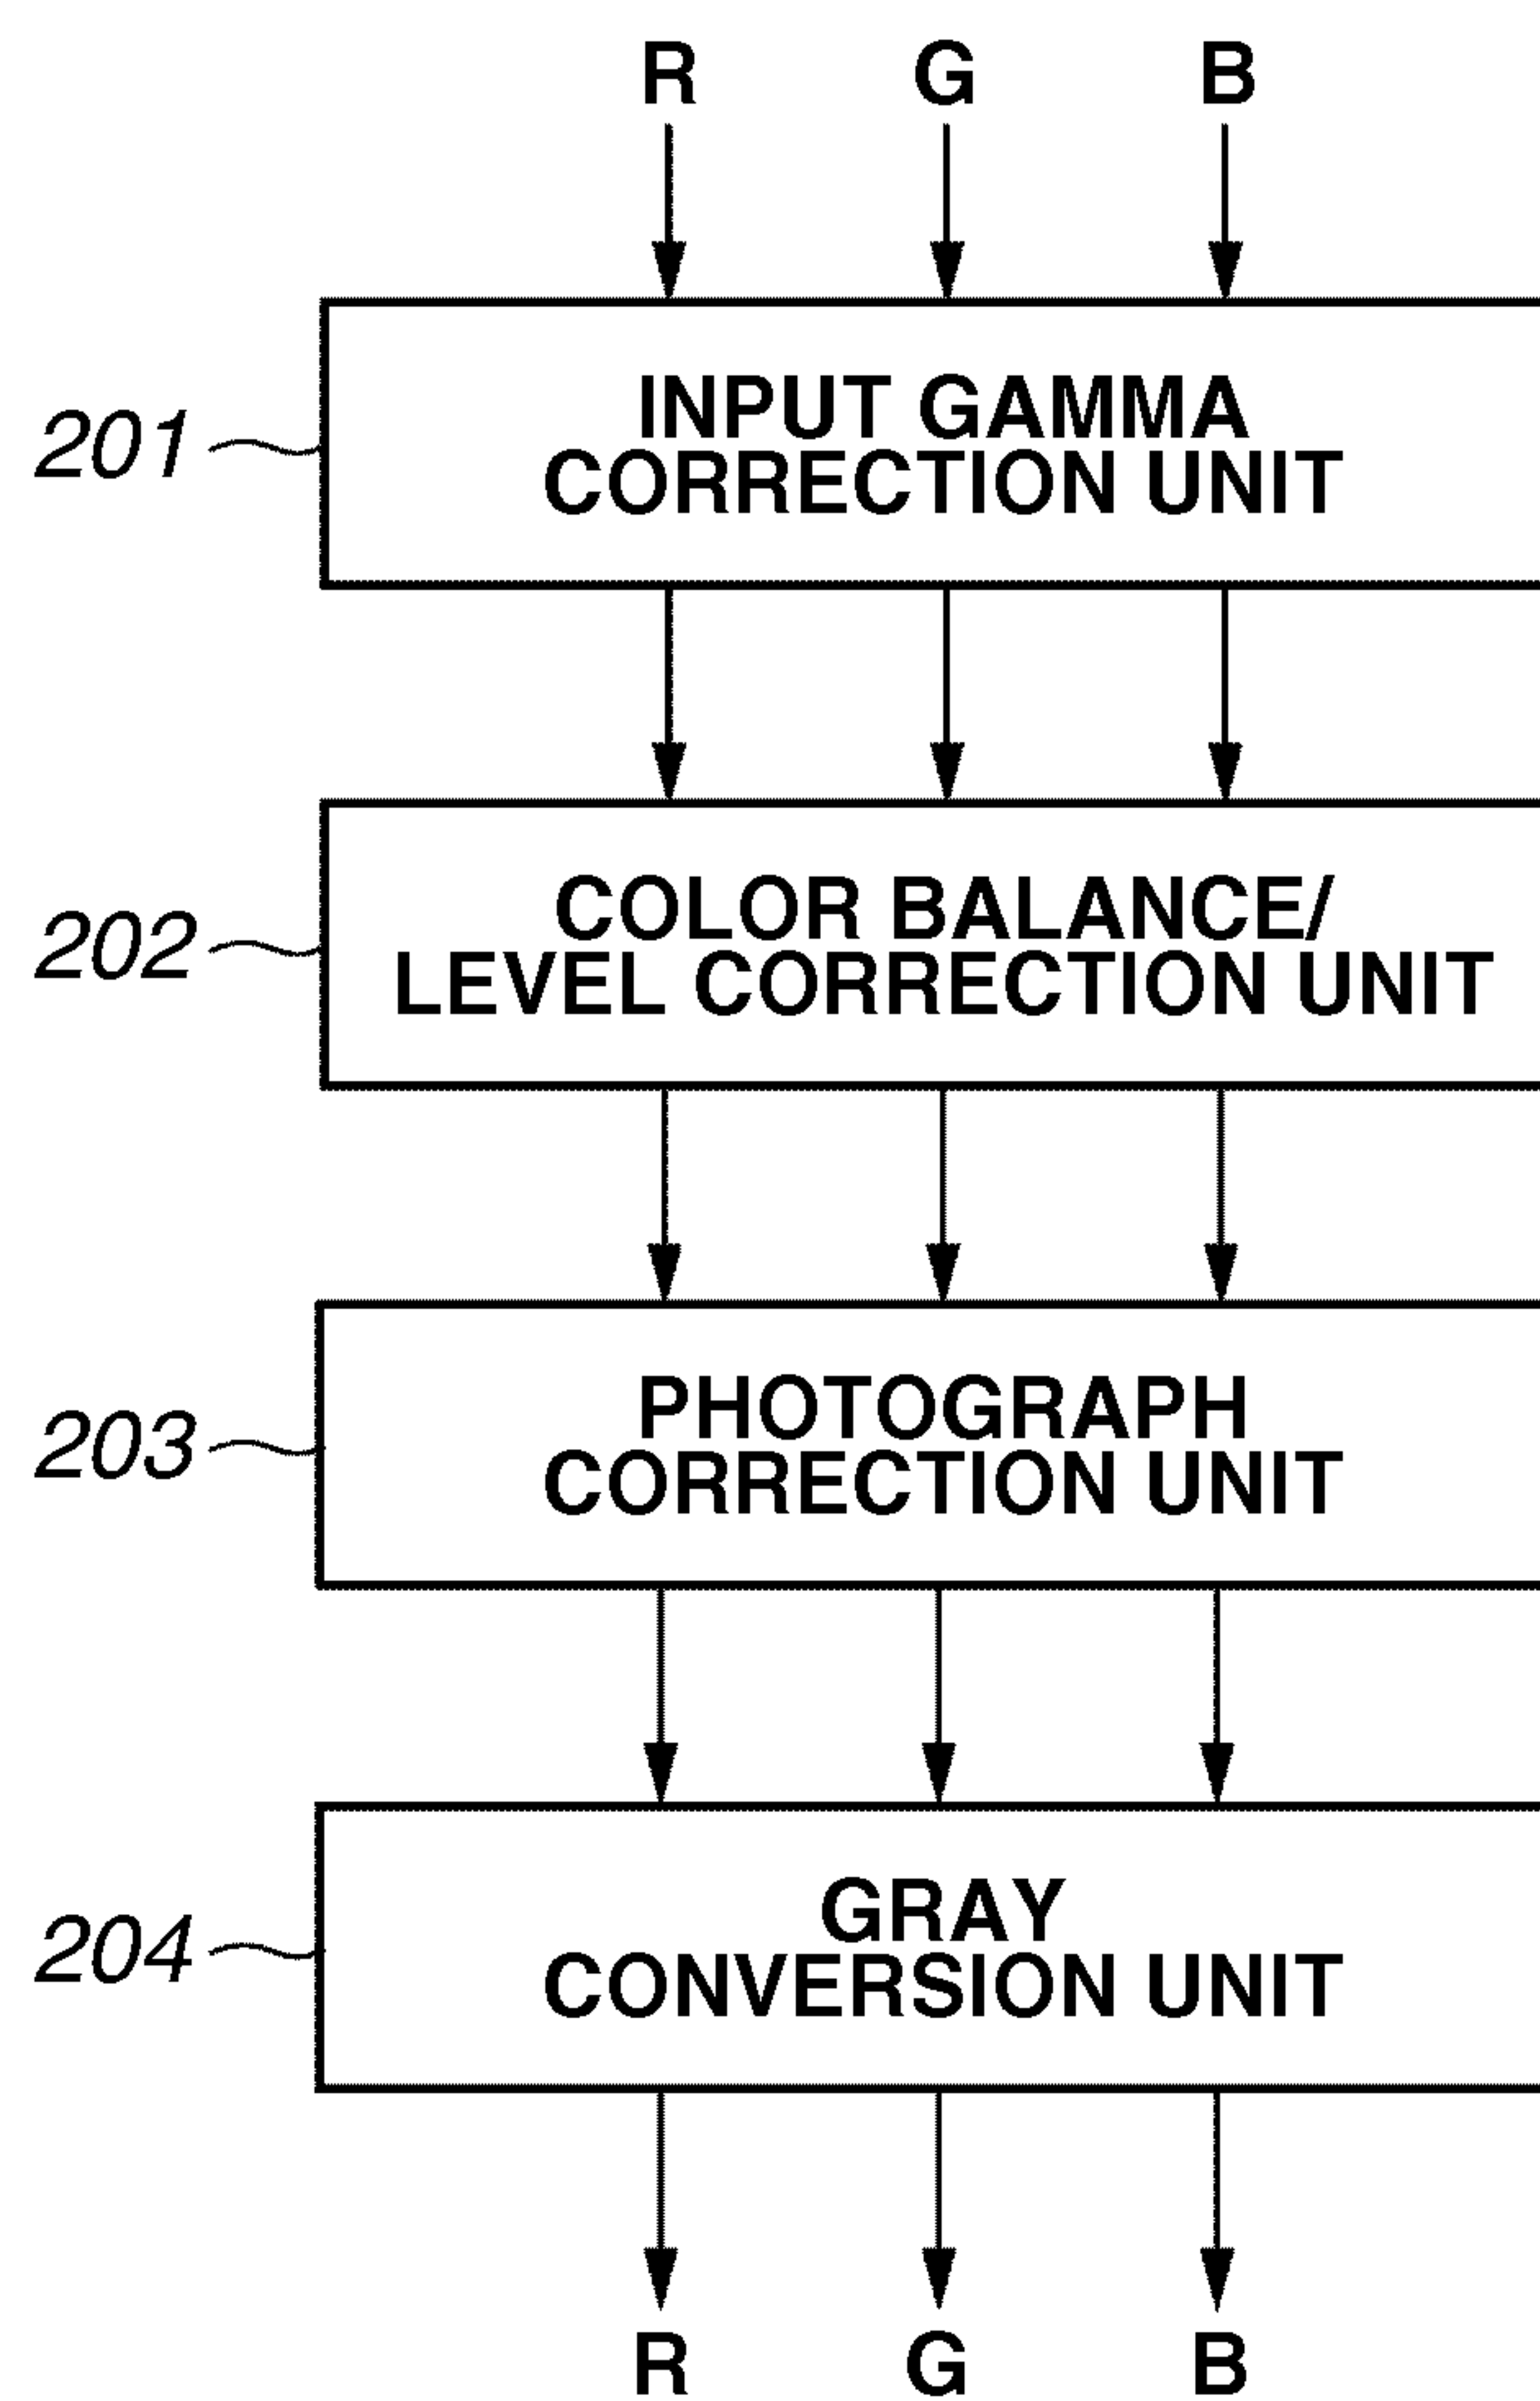 R G B
201
INPUT GAMMA
CORRECTION UNIT
202
COLOR BALANCE/
LEVEL CORRECTION UNIT
203
PHOTOGRAPH
CORRECTION UNIT
204
GRAY
CONVERSION UNIT
R G B